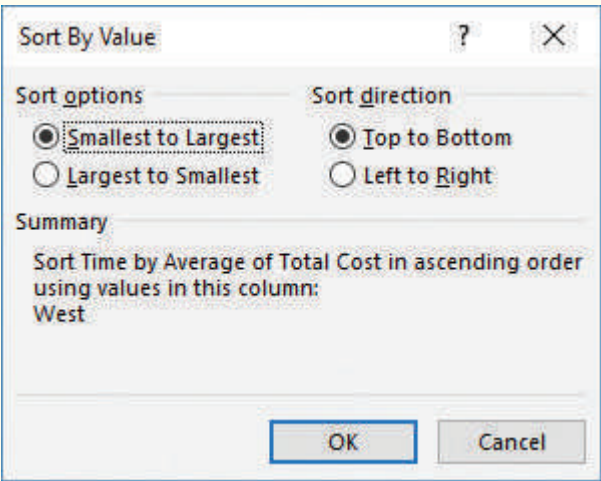 Sort By Value ?
Sort options Sort direction
Smallest to Largest Top to Bottom
Largest to Smallest Left to Right
Summary
Sort Time by Average of Total Cost in ascending order
using values in this column:
West
OK Cancel